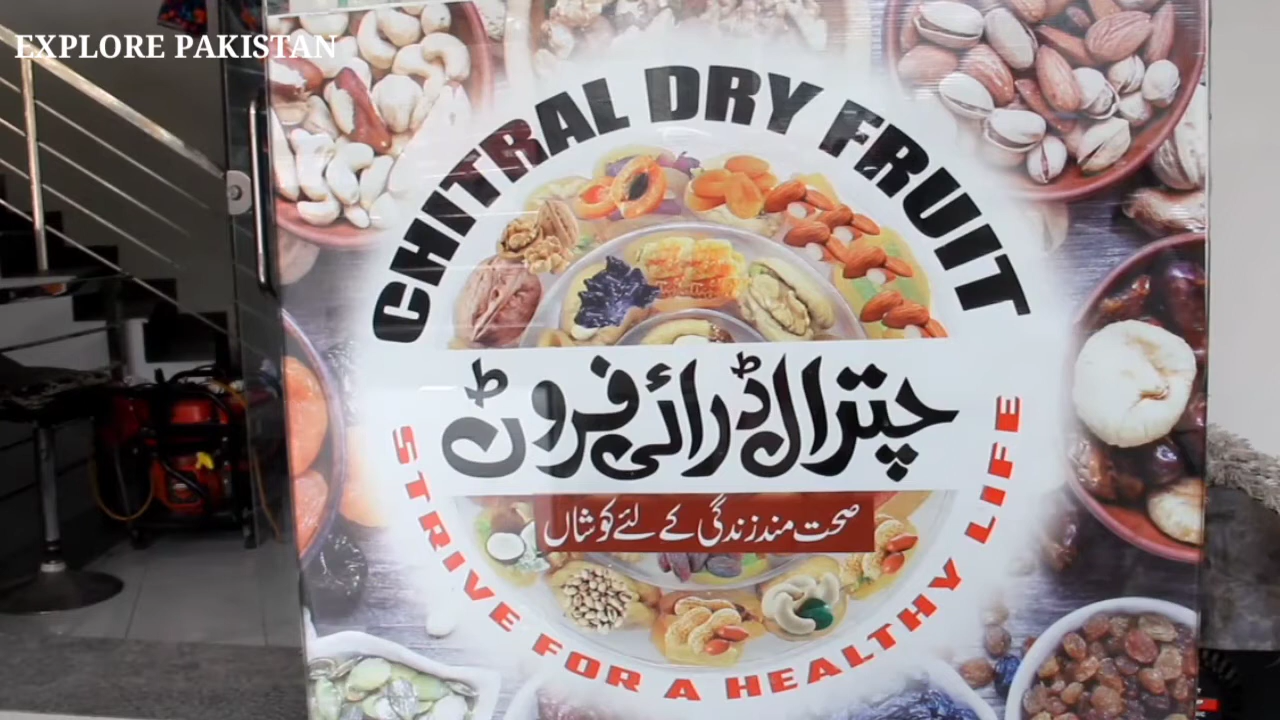 EXPLORE PAKISTAN
CHITRAL DRY FRUIT
چترال ڈرائی فروٹ
صحت مند زندگی کے لئے کوشاں
STRIVE FOR A HEALTHY LIFE